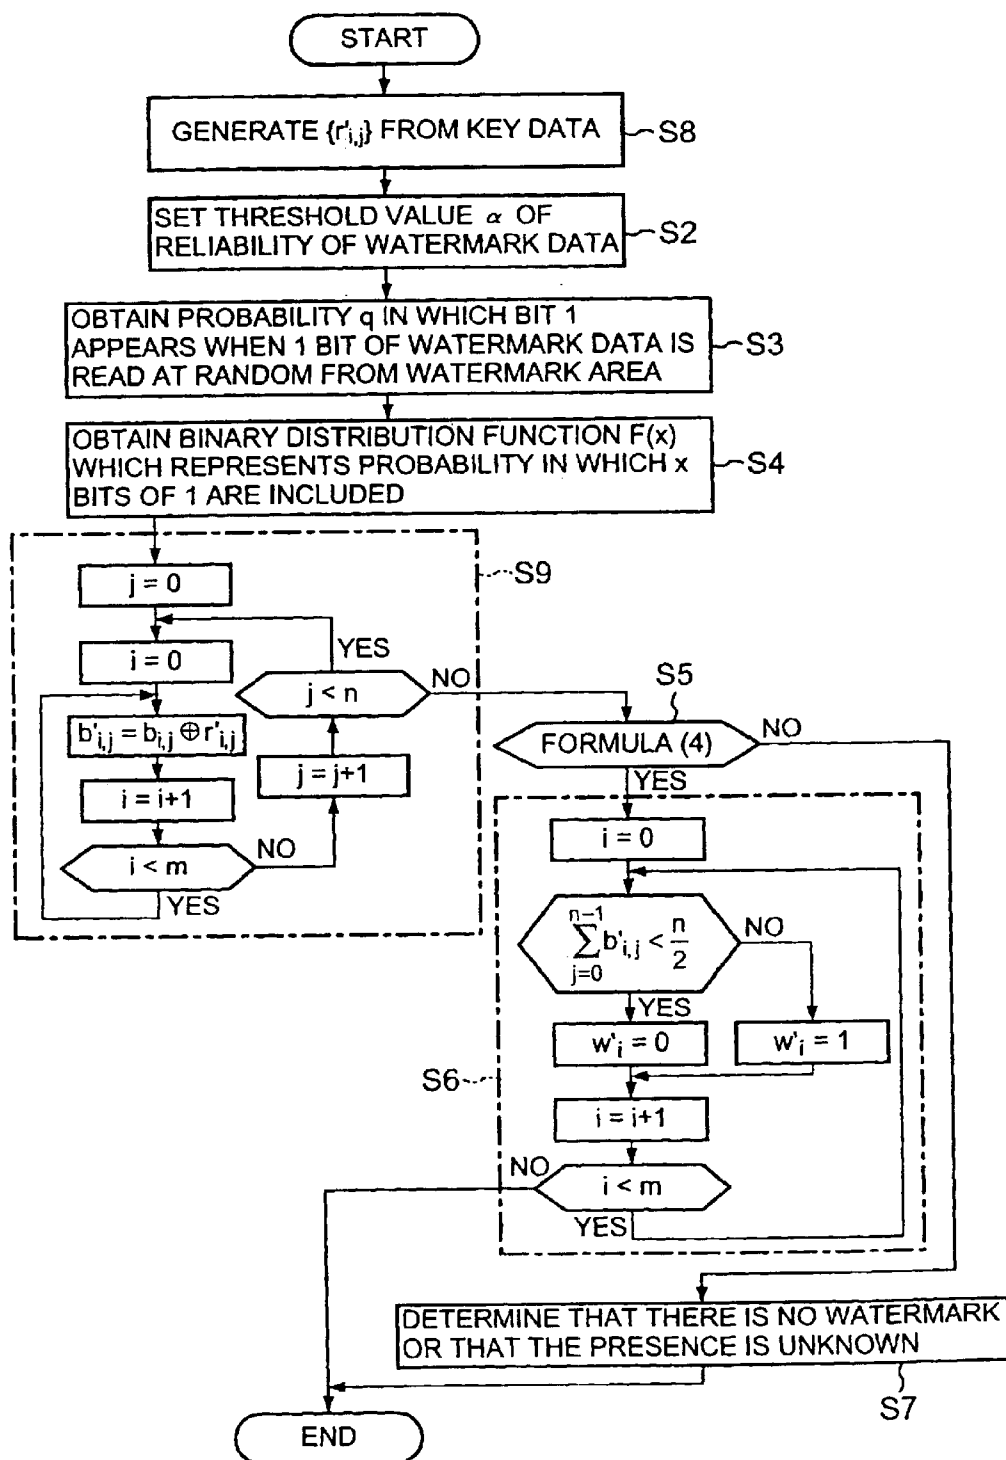 START
GENERATE {r'i,j} FROM KEY DATA
S8
SET THRESHOLD VALUE α OF
RELIABILITY OF WATERMARK DATA
S2
OBTAIN PROBABILITY q IN WHICH BIT 1
APPEARS WHEN 1 BIT OF WATERMARK DATA IS
READ AT RANDOM FROM WATERMARK AREA
S3
OBTAIN BINARY DISTRIBUTION FUNCTION F(x)
WHICH REPRESENTS PROBABILITY IN WHICH x
BITS OF 1 ARE INCLUDED
S4
S9
j = 0
i = 0
YES
j < n
NO
b'i,j = bi,j ⊕ r'i,j
j = j+1
i = i+1
i < m
NO
YES
S5
FORMULA (4)
NO
YES
i = 0
n−1
∑ b'i,j < n/2
j=0
NO
YES
w'i = 0
w'i = 1
S6
i = i+1
NO
i < m
YES
DETERMINE THAT THERE IS NO WATERMARK
OR THAT THE PRESENCE IS UNKNOWN
S7
END